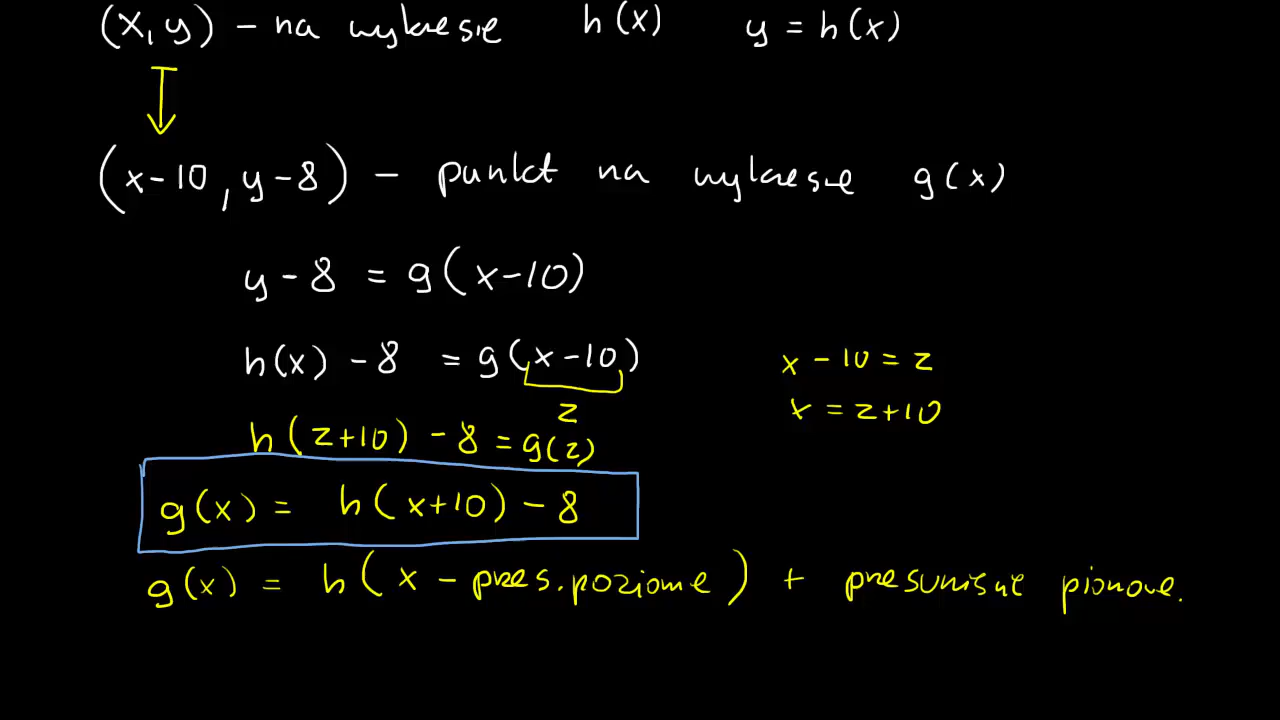 (x, y) – na wykresie h(x) y = h(x)
(x-10, y-8) – punkt na wykresie g(x)
y - 8 = g(x-10)
h(x) - 8 = g(x-10)
x - 10 = z
z
x = z+10
h(z+10) - 8 = g(z)
g(x) = h(x+10) - 8
g(x) = h(x - przes. poziome) + przesunięcie pionowe.